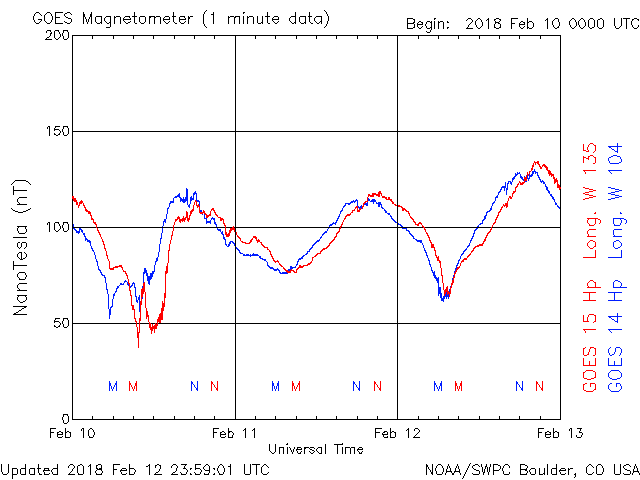 GOES Magnetometer (1 minute data)
Begin: 2018 Feb 10 0000 UTC
200
150
100
50
0
NanoTesla (nT)
M M N N M M N N M M N N
Feb 10 Feb 11 Feb 12 Feb 13
Universal Time
GOES 15 Hp Long. W 135
GOES 14 Hp Long. W 104
Updated 2018 Feb 12 23:59:01 UTC
NOAA/SWPC Boulder, CO USA